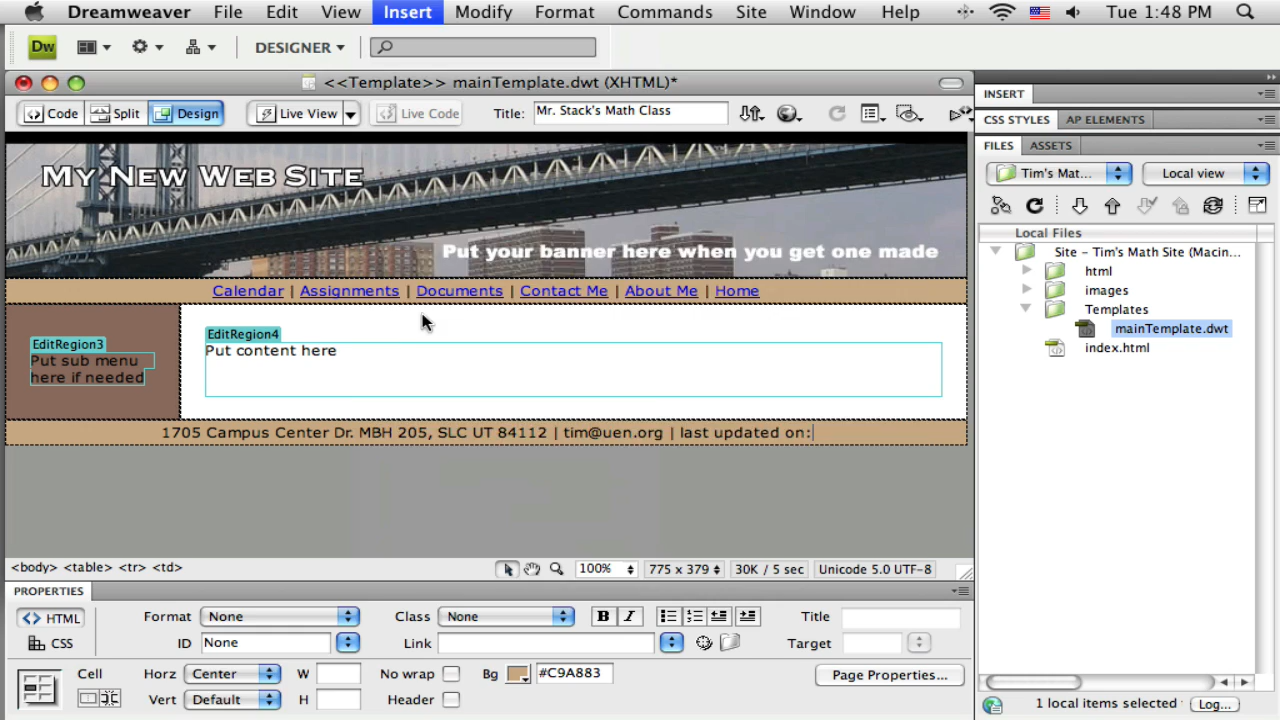 Dreamweaver File Edit View Insert Modify Format Commands Site Window Help Tue 1:48 PM
Dw DESIGNER
<<Template>> mainTemplate.dwt (XHTML)*
Code Split Design Live View Live Code Title: Mr. Stack's Math Class
INSERT
CSS STYLES AP ELEMENTS
FILES ASSETS
Tim's Mat... Local view
Local Files
Site – Tim's Math Site (Macin...
html
images
Templates
mainTemplate.dwt
index.html
My New Web Site
Put your banner here when you get one made
Calendar | Assignments | Documents | Contact Me | About Me | Home
EditRegion3
Put sub menu
here if needed
EditRegion4
Put content here
1705 Campus Center Dr. MBH 205, SLC UT 84112 | tim@uen.org | last updated on:
<body> <table> <tr> <td> 100% 775 x 379 30K / 5 sec Unicode 5.0 UTF-8
PROPERTIES
<> HTML Format None Class None B I Title
CSS ID None Link Target
Cell Horz Center W No wrap Bg #C9A883 Page Properties...
Vert Default H Header
1 local items selected Log...